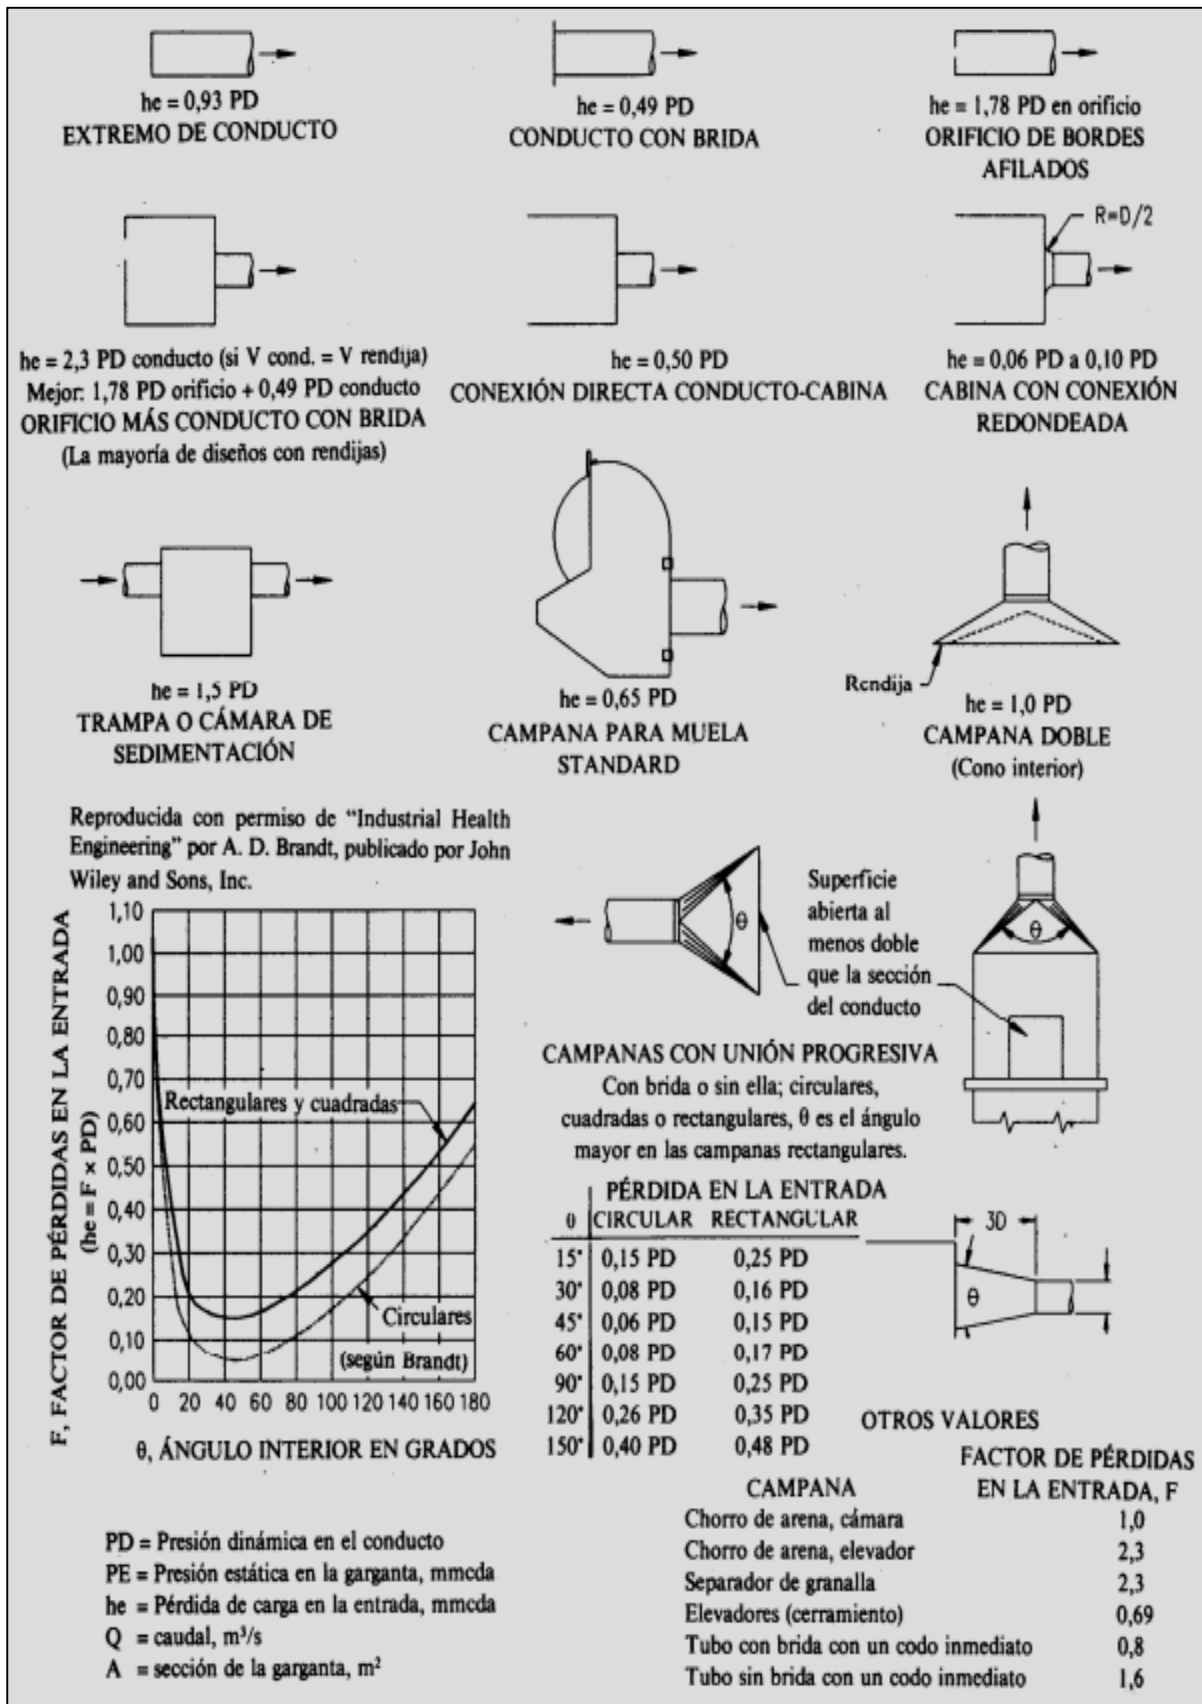 he = 0,93 PD
EXTREMO DE CONDUCTO
he = 0,49 PD
CONDUCTO CON BRIDA
he = 1,78 PD en orificio
ORIFICIO DE BORDES
AFILADOS
he = 2,3 PD conducto (si V cond. = V rendija)
Mejor: 1,78 PD orificio + 0,49 PD conducto
ORIFICIO MÁS CONDUCTO CON BRIDA
(La mayoría de diseños con rendijas)
he = 0,50 PD
CONEXIÓN DIRECTA CONDUCTO-CABINA
R=D/2
he = 0,06 PD a 0,10 PD
CABINA CON CONEXIÓN
REDONDEADA
he = 1,5 PD
TRAMPA O CÁMARA DE
SEDIMENTACIÓN
he = 0,65 PD
CAMPANA PARA MUELA
STANDARD
Rendija
he = 1,0 PD
CAMPANA DOBLE
(Cono interior)
Reproducida con permiso de “Industrial Health
Engineering” por A. D. Brandt, publicado por John
Wiley and Sons, Inc.
F, FACTOR DE PÉRDIDAS EN LA ENTRADA
(he = F × PD)
1,10
1,00
0,90
0,80
0,70
0,60
0,50
0,40
0,30
0,20
0,10
0,00
Rectangulares y cuadradas
Circulares
(según Brandt)
0 20 40 60 80 100 120 140 160 180
θ, ÁNGULO INTERIOR EN GRADOS
θ
Superficie
abierta al
menos doble
que la sección
del conducto
θ
CAMPANAS CON UNIÓN PROGRESIVA
Con brida o sin ella; circulares,
cuadradas o rectangulares, θ es el ángulo
mayor en las campanas rectangulares.
PÉRDIDA EN LA ENTRADA
θ CIRCULAR RECTANGULAR
15° 0,15 PD 0,25 PD
30° 0,08 PD 0,16 PD
45° 0,06 PD 0,15 PD
60° 0,08 PD 0,17 PD
90° 0,15 PD 0,25 PD
120° 0,26 PD 0,35 PD
150° 0,40 PD 0,48 PD
3D
θ
OTROS VALORES
FACTOR DE PÉRDIDAS
CAMPANA EN LA ENTRADA, F
Chorro de arena, cámara 1,0
Chorro de arena, elevador 2,3
Separador de granalla 2,3
Elevadores (cerramiento) 0,69
Tubo con brida con un codo inmediato 0,8
Tubo sin brida con un codo inmediato 1,6
PD = Presión dinámica en el conducto
PE = Presión estática en la garganta, mmcda
he = Pérdida de carga en la entrada, mmcda
Q = caudal, m³/s
A = sección de la garganta, m²